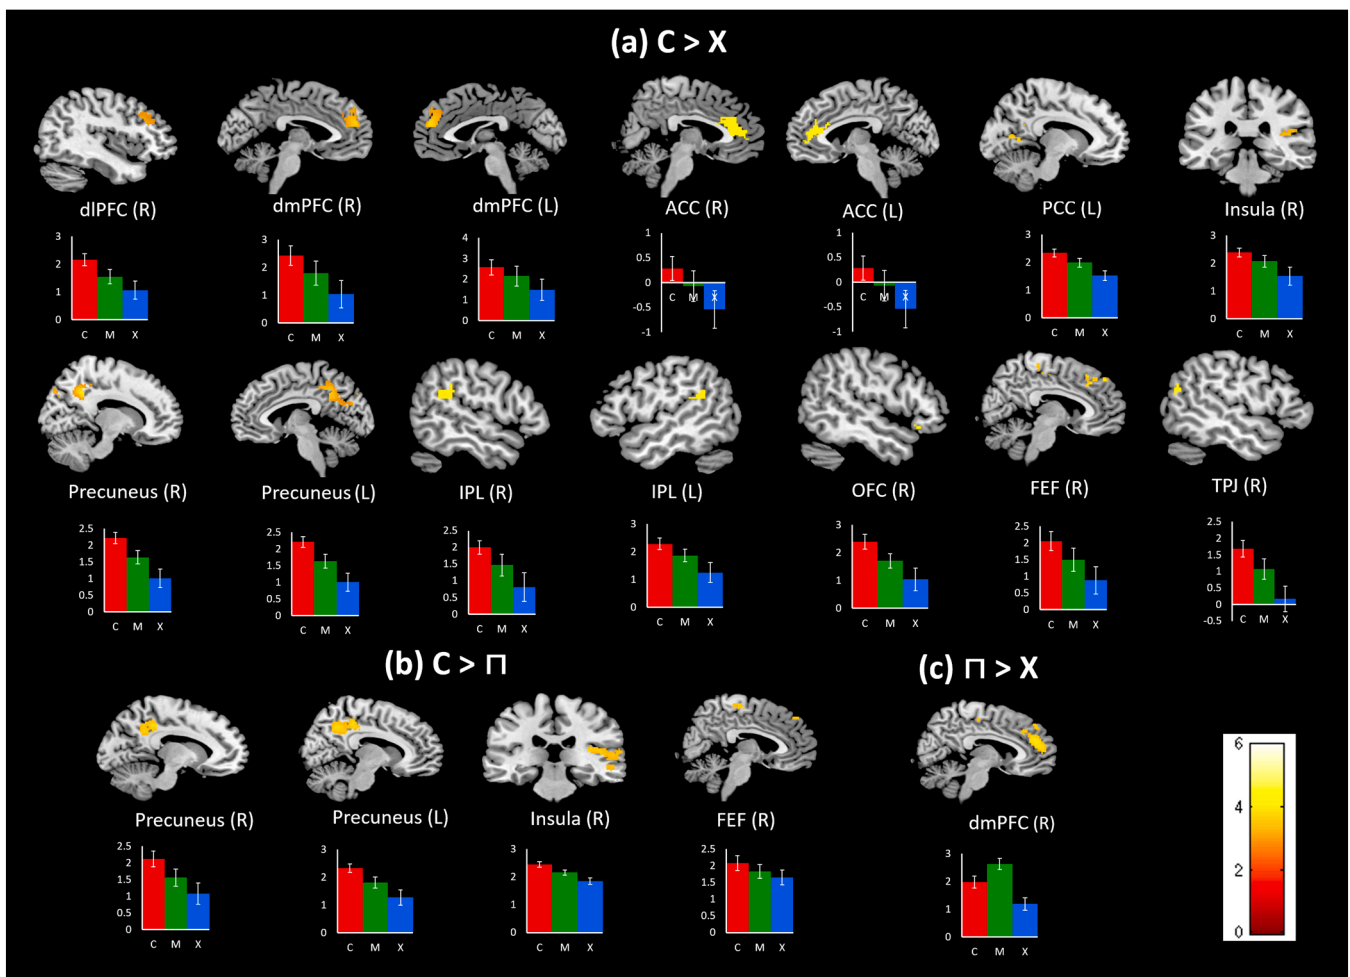 (a) C > X
dlPFC (R)
dmPFC (R)
dmPFC (L)
ACC (R)
ACC (L)
PCC (L)
Insula (R)
3
2
1
0
C M X
3
2
1
0
C M X
4
3
2
1
0
C M X
1
0.5
0
-0.5
-1
C M X
1
0.5
0
-0.5
-1
C M X
3
2
1
0
C M X
3
2
1
0
C M X
Precuneus (R)
Precuneus (L)
IPL (R)
IPL (L)
OFC (R)
FEF (R)
TPJ (R)
2.5
2
1.5
1
0.5
0
C M X
2.5
2
1.5
1
0.5
0
C M X
2.5
2
1.5
1
0.5
0
C M X
3
2
1
0
C M X
3
2
1
0
C M X
2.5
2
1.5
1
0.5
0
C M X
2.5
2
1.5
1
0.5
0
-0.5
C M X
(b) C > Π
(c) Π > X
Precuneus (R)
Precuneus (L)
Insula (R)
FEF (R)
dmPFC (R)
2.5
2
1.5
1
0.5
0
C M X
3
2
1
0
C M X
3
2
1
0
C M X
2.5
2
1.5
1
0.5
0
C M X
3
2
1
0
C M X
6
4
2
0